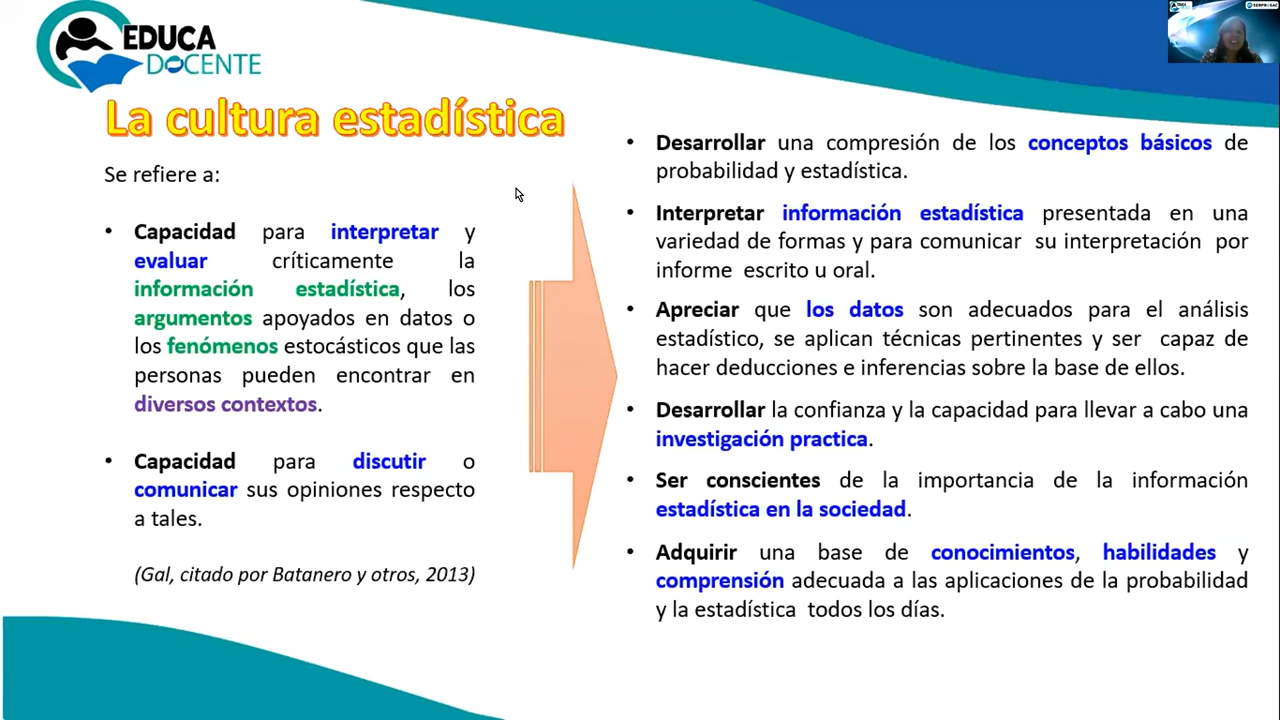 EDUCA
DOCENTE
La cultura estadística
Se refiere a:
• Capacidad para interpretar y
evaluar críticamente la
información estadística, los
argumentos apoyados en datos o
los fenómenos estocásticos que las
personas pueden encontrar en
diversos contextos.
• Capacidad para discutir o
comunicar sus opiniones respecto
a tales.
(Gal, citado por Batanero y otros, 2013)
• Desarrollar una compresión de los conceptos básicos de
probabilidad y estadística.
• Interpretar información estadística presentada en una
variedad de formas y para comunicar su interpretación por
informe escrito u oral.
• Apreciar que los datos son adecuados para el análisis
estadístico, se aplican técnicas pertinentes y ser capaz de
hacer deducciones e inferencias sobre la base de ellos.
• Desarrollar la confianza y la capacidad para llevar a cabo una
investigación practica.
• Ser conscientes de la importancia de la información
estadística en la sociedad.
• Adquirir una base de conocimientos, habilidades y
comprensión adecuada a las aplicaciones de la probabilidad
y la estadística todos los días.